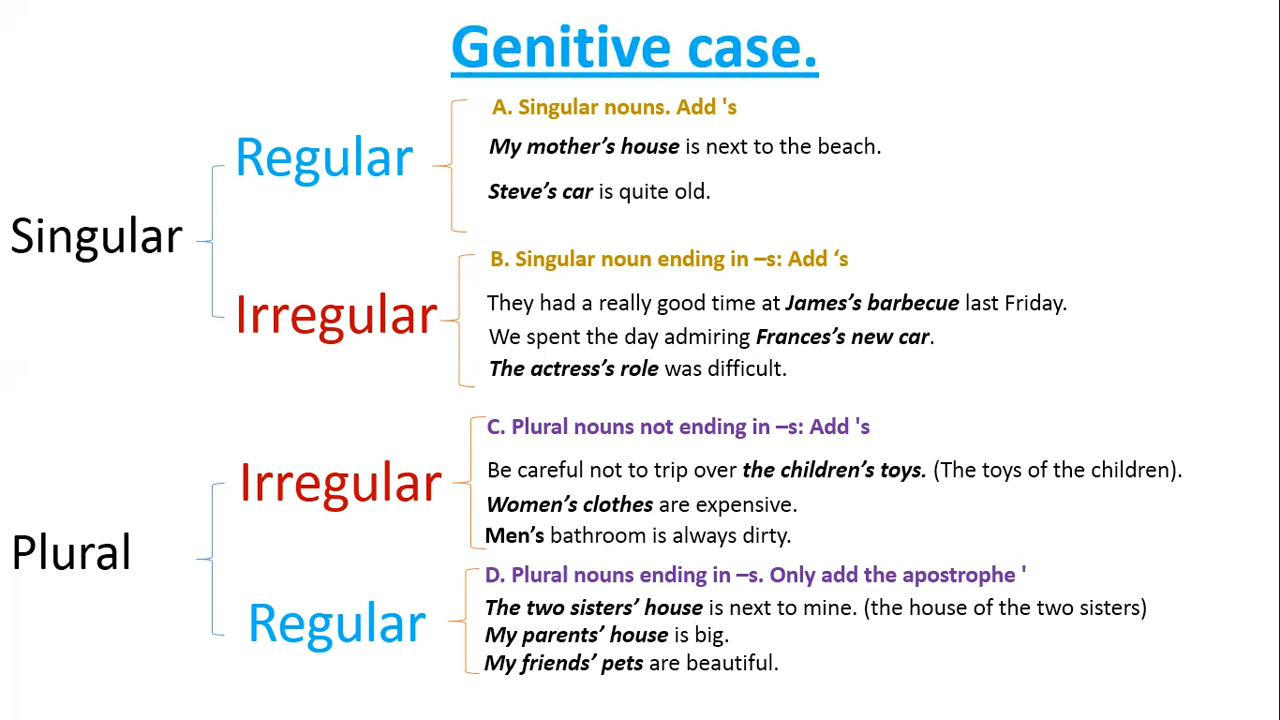 Genitive case.
Singular
Regular
A. Singular nouns. Add 's
My mother’s house is next to the beach.
Steve’s car is quite old.
Irregular
B. Singular noun ending in –s: Add ‘s
They had a really good time at James’s barbecue last Friday.
We spent the day admiring Frances’s new car.
The actress’s role was difficult.
Plural
Irregular
C. Plural nouns not ending in –s: Add 's
Be careful not to trip over the children’s toys. (The toys of the children).
Women’s clothes are expensive.
Men’s bathroom is always dirty.
Regular
D. Plural nouns ending in –s. Only add the apostrophe '
The two sisters’ house is next to mine. (the house of the two sisters)
My parents’ house is big.
My friends’ pets are beautiful.